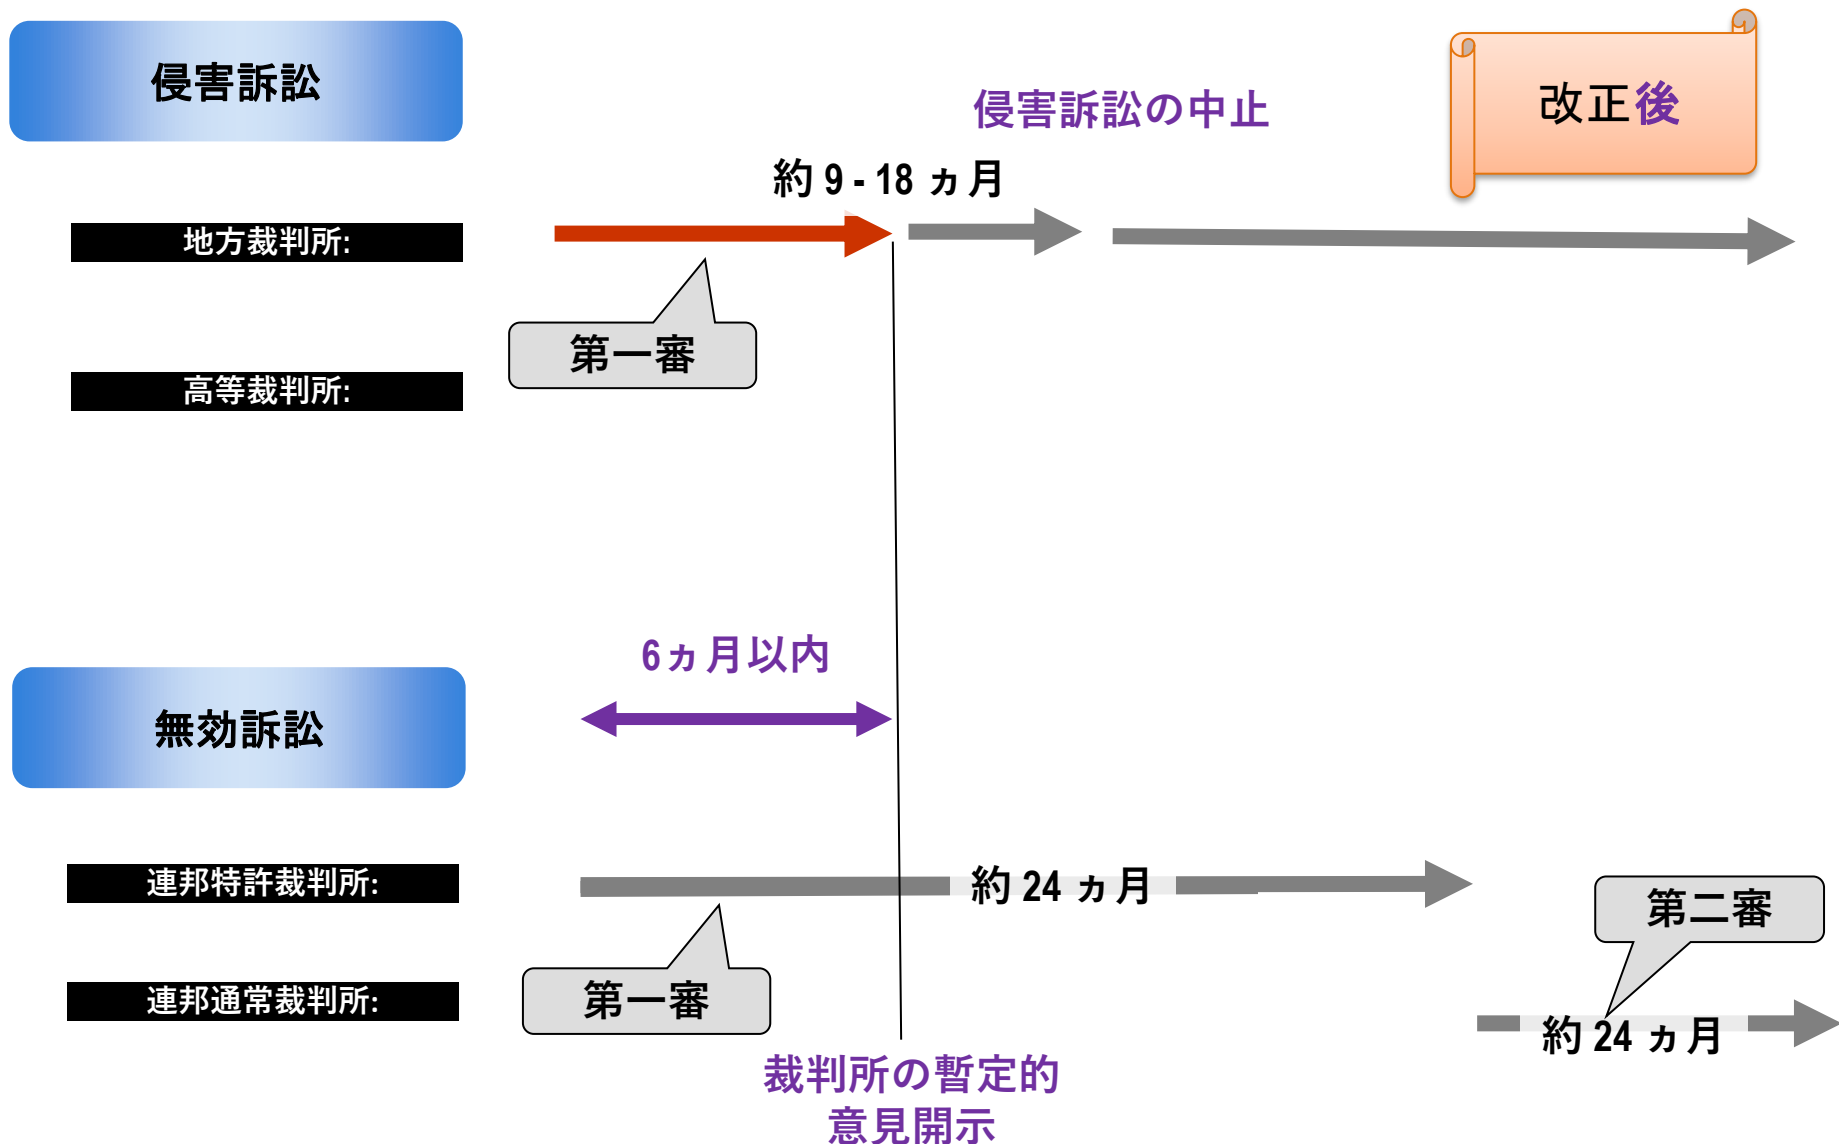 侵害訴訟
改正後
侵害訴訟の中止
約 9 - 18 ヵ月
地方裁判所:
第一審
高等裁判所:
6ヵ月以内
無効訴訟
連邦特許裁判所:
約 24 ヵ月
第二審
第一審
連邦通常裁判所:
約 24 ヵ月
裁判所の暫定的
意見開示